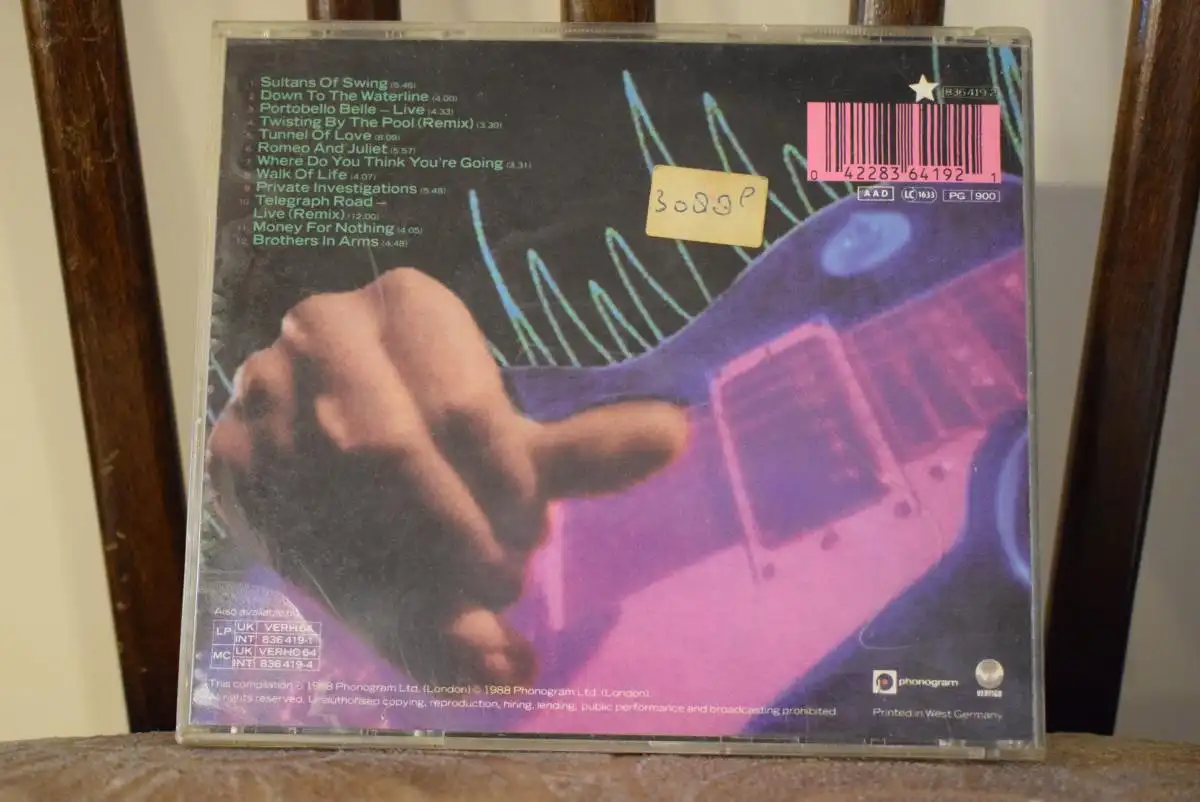 1 Sultans Of Swing (5.46)
2 Down To The Waterline (4.00)
3 Portobello Belle – Live (4:33)
4 Twisting By The Pool (Remix) (3.30)
5 Tunnel Of Love (8.09)
6 Romeo And Juliet (5:57)
7 Where Do You Think You're Going (3.31)
8 Walk Of Life (4.07)
9 Private Investigations (5:48)
10 Telegraph Road –
Live (Remix) (12.00)
11 Money For Nothing (4.05)
12 Brothers In Arms (4.48)
836 419 2
0 42283 64192 1
AAD LC 1633 PG 900
Also available on
LP UK VERH 64
INT 836 419-1
MC UK VERHC 64
INT 836 419-4
This compilation ℗ 1988 Phonogram Ltd. (London) © 1988 Phonogram Ltd. (London).
All rights reserved. Unauthorised copying, reproduction, hiring, lending, public performance and broadcasting prohibited.
phonogram
VERTIGO
Printed in West Germany